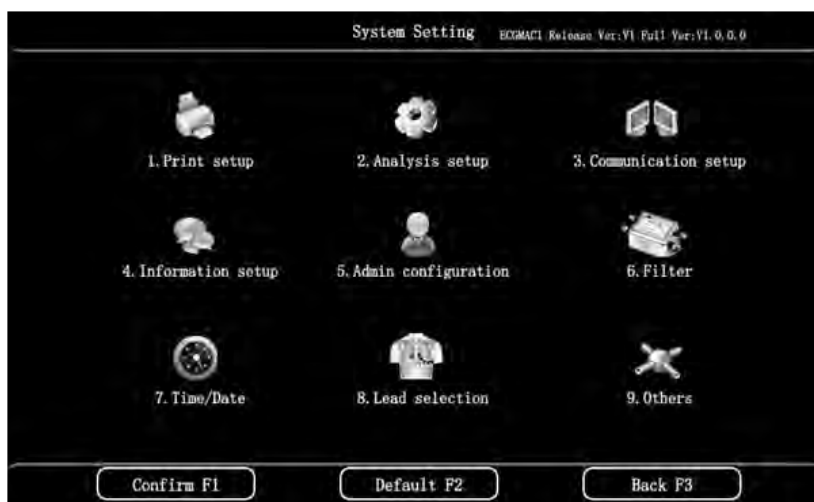 System Setting ECGMAC1 Release Ver:V1 Full Ver:V1.0.0.0
1.Print setup 2.Analysis setup 3.Communication setup
4.Information setup 5.Admin configuration 6.Filter
7.Time/Date 8.Lead selection 9.Others
Confirm F1 Default F2 Back F3